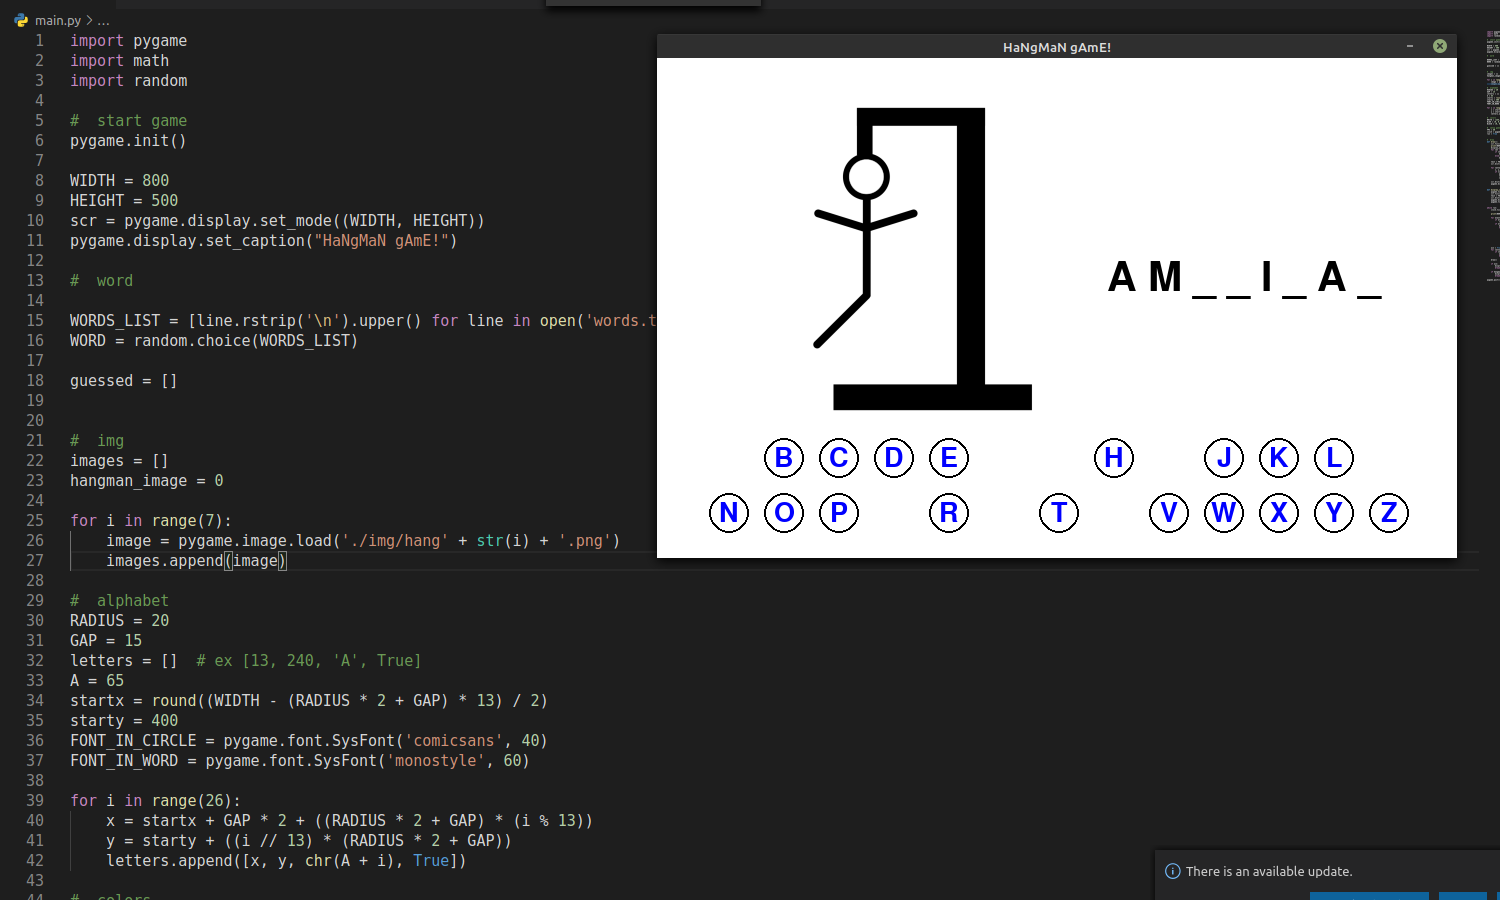 main.py > ...
1 import pygame
2 import math
3 import random
4
5 #  start game
6 pygame.init()
7
8 WIDTH = 800
9 HEIGHT = 500
10 scr = pygame.display.set_mode((WIDTH, HEIGHT))
11 pygame.display.set_caption("HaNgMaN gAmE!")
12
13 #  word
14
15 WORDS_LIST = [line.rstrip('\n').upper() for line in open('words.t
16 WORD = random.choice(WORDS_LIST)
17
18 guessed = []
19
20
21 #  img
22 images = []
23 hangman_image = 0
24
25 for i in range(7):
26     image = pygame.image.load('./img/hang' + str(i) + '.png')
27     images.append(image)
28
29 #  alphabet
30 RADIUS = 20
31 GAP = 15
32 letters = []  # ex [13, 240, 'A', True]
33 A = 65
34 startx = round((WIDTH - (RADIUS * 2 + GAP) * 13) / 2)
35 starty = 400
36 FONT_IN_CIRCLE = pygame.font.SysFont('comicsans', 40)
37 FONT_IN_WORD = pygame.font.SysFont('monostyle', 60)
38
39 for i in range(26):
40     x = startx + GAP * 2 + ((RADIUS * 2 + GAP) * (i % 13))
41     y = starty + ((i // 13) * (RADIUS * 2 + GAP))
42     letters.append([x, y, chr(A + i), True])
43
44 #  colors
HaNgMaN gAmE!
A M _ _ I _ A _
B C D E H J K L
N O P R T V W X Y Z
There is an available update.